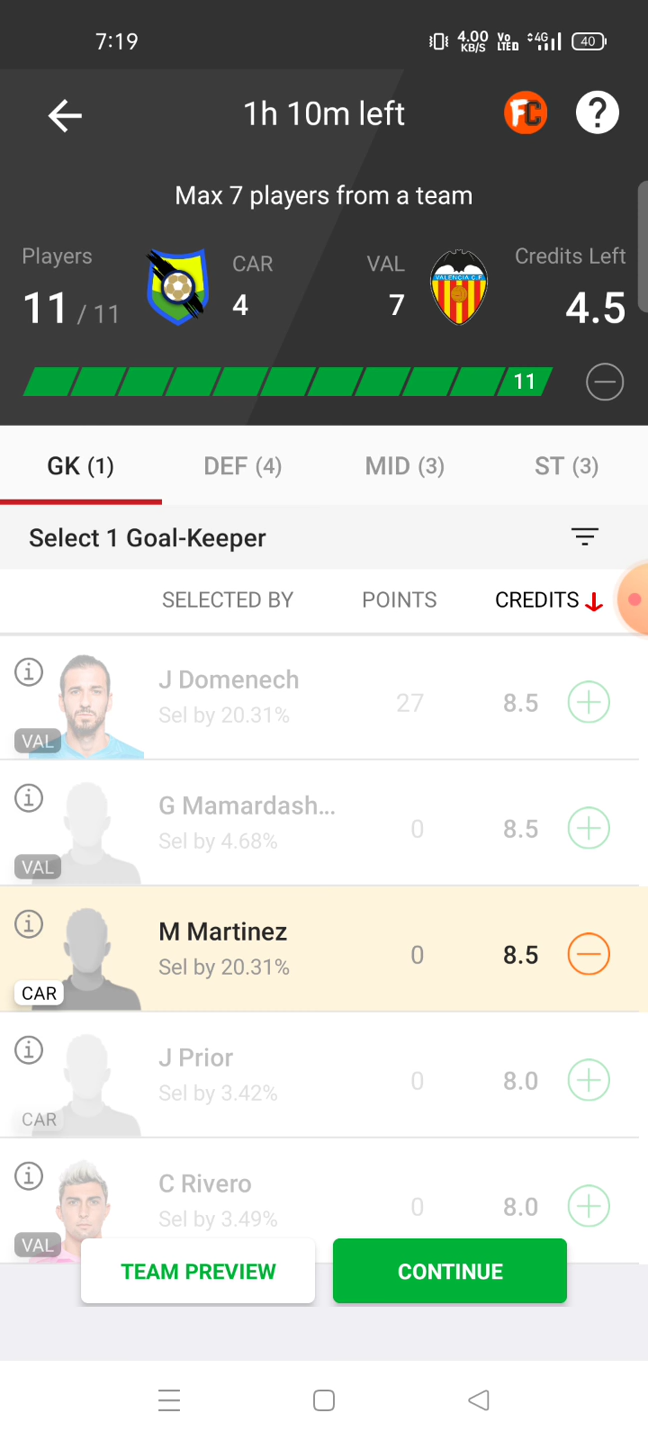 7:19
4.00 KB/S Vo LTED 4G 40
1h 10m left
FC
?
Max 7 players from a team
Players
CAR
VAL
Credits Left
11 / 11
4
VALENCIA C.F
7
4.5
11
GK (1)
DEF (4)
MID (3)
ST (3)
Select 1 Goal-Keeper
SELECTED BY
POINTS
CREDITS
J Domenech
Sel by 20.31%
27
8.5
VAL
G Mamardash...
Sel by 4.68%
0
8.5
VAL
M Martinez
Sel by 20.31%
0
8.5
CAR
J Prior
Sel by 3.42%
0
8.0
CAR
C Rivero
Sel by 3.49%
0
8.0
VAL
TEAM PREVIEW
CONTINUE